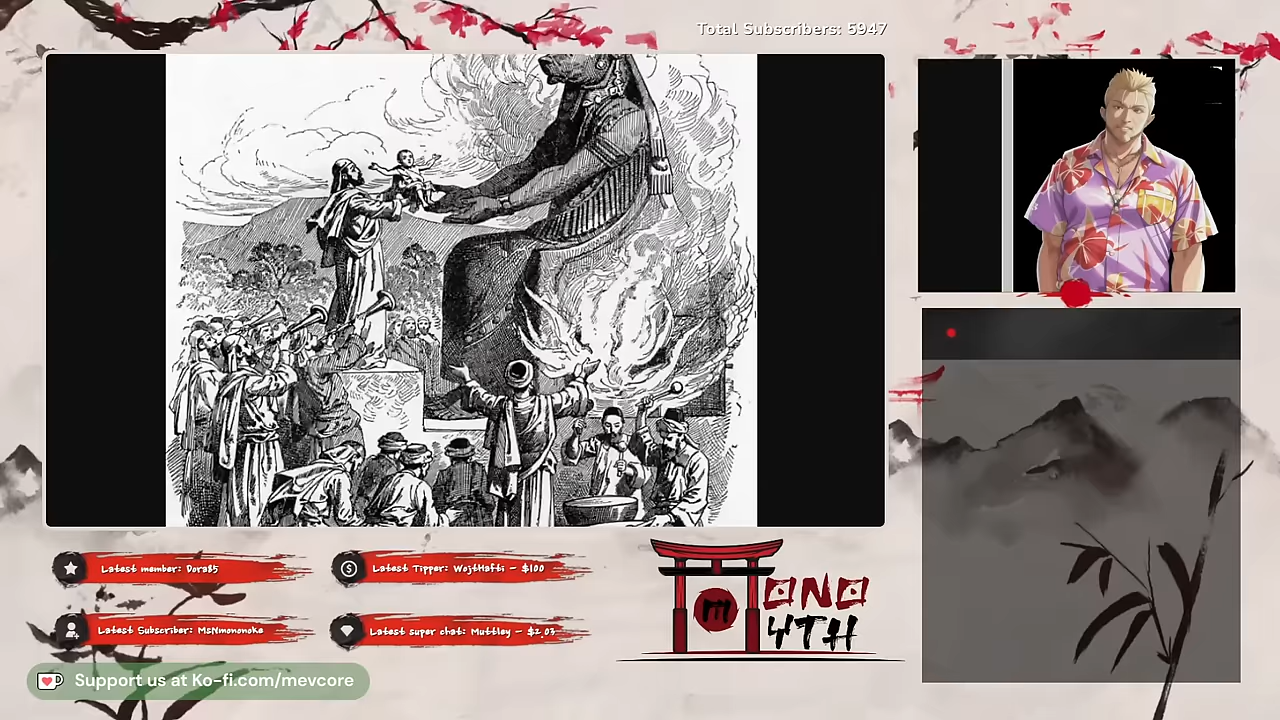 Total Subscribers: 5947
Latest member: Dora85
Latest Tipper: WojtHafti - $100
Latest Subscriber: MsNmononoke
Latest super chat: Muttley - $2.03
m
ONO
4TH
Support us at Ko-fi.com/mevcore